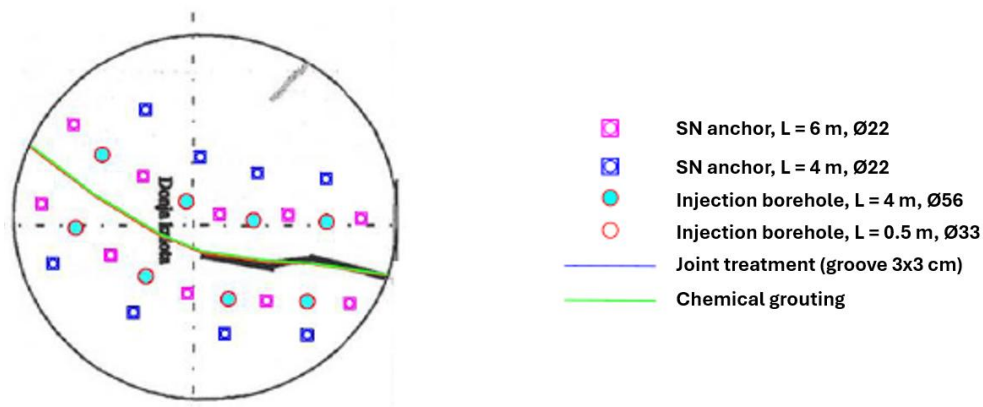 Donja
SN anchor, L = 6 m, Ø22
SN anchor, L = 4 m, Ø22
Injection borehole, L = 4 m, Ø56
Injection borehole, L = 0.5 m, Ø33
Joint treatment (groove 3x3 cm)
Chemical grouting